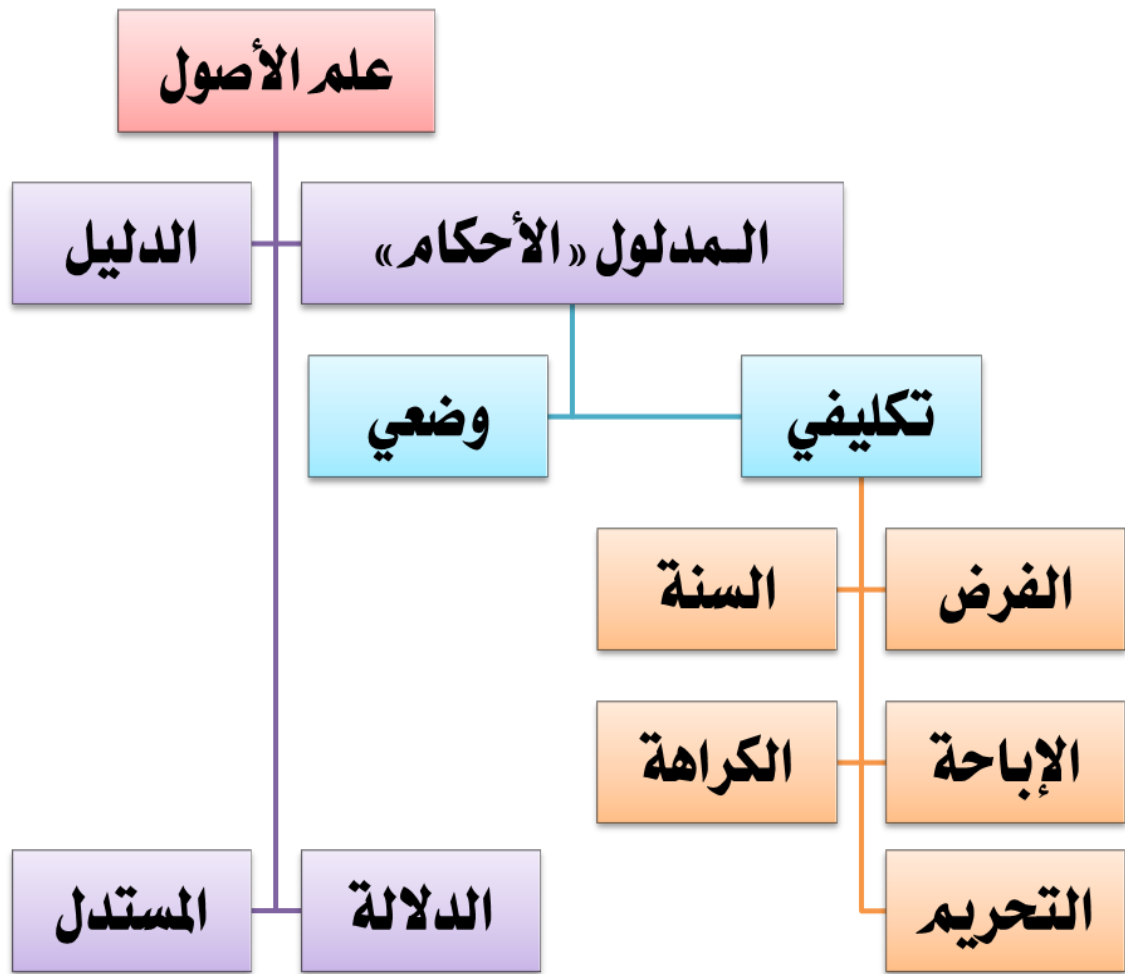 علم الأصول
المدلول «الأحكام»
الدليل
تكليفي
وضعي
الفرض
السنة
الإباحة
الكراهة
التحريم
الدلالة
المستدل